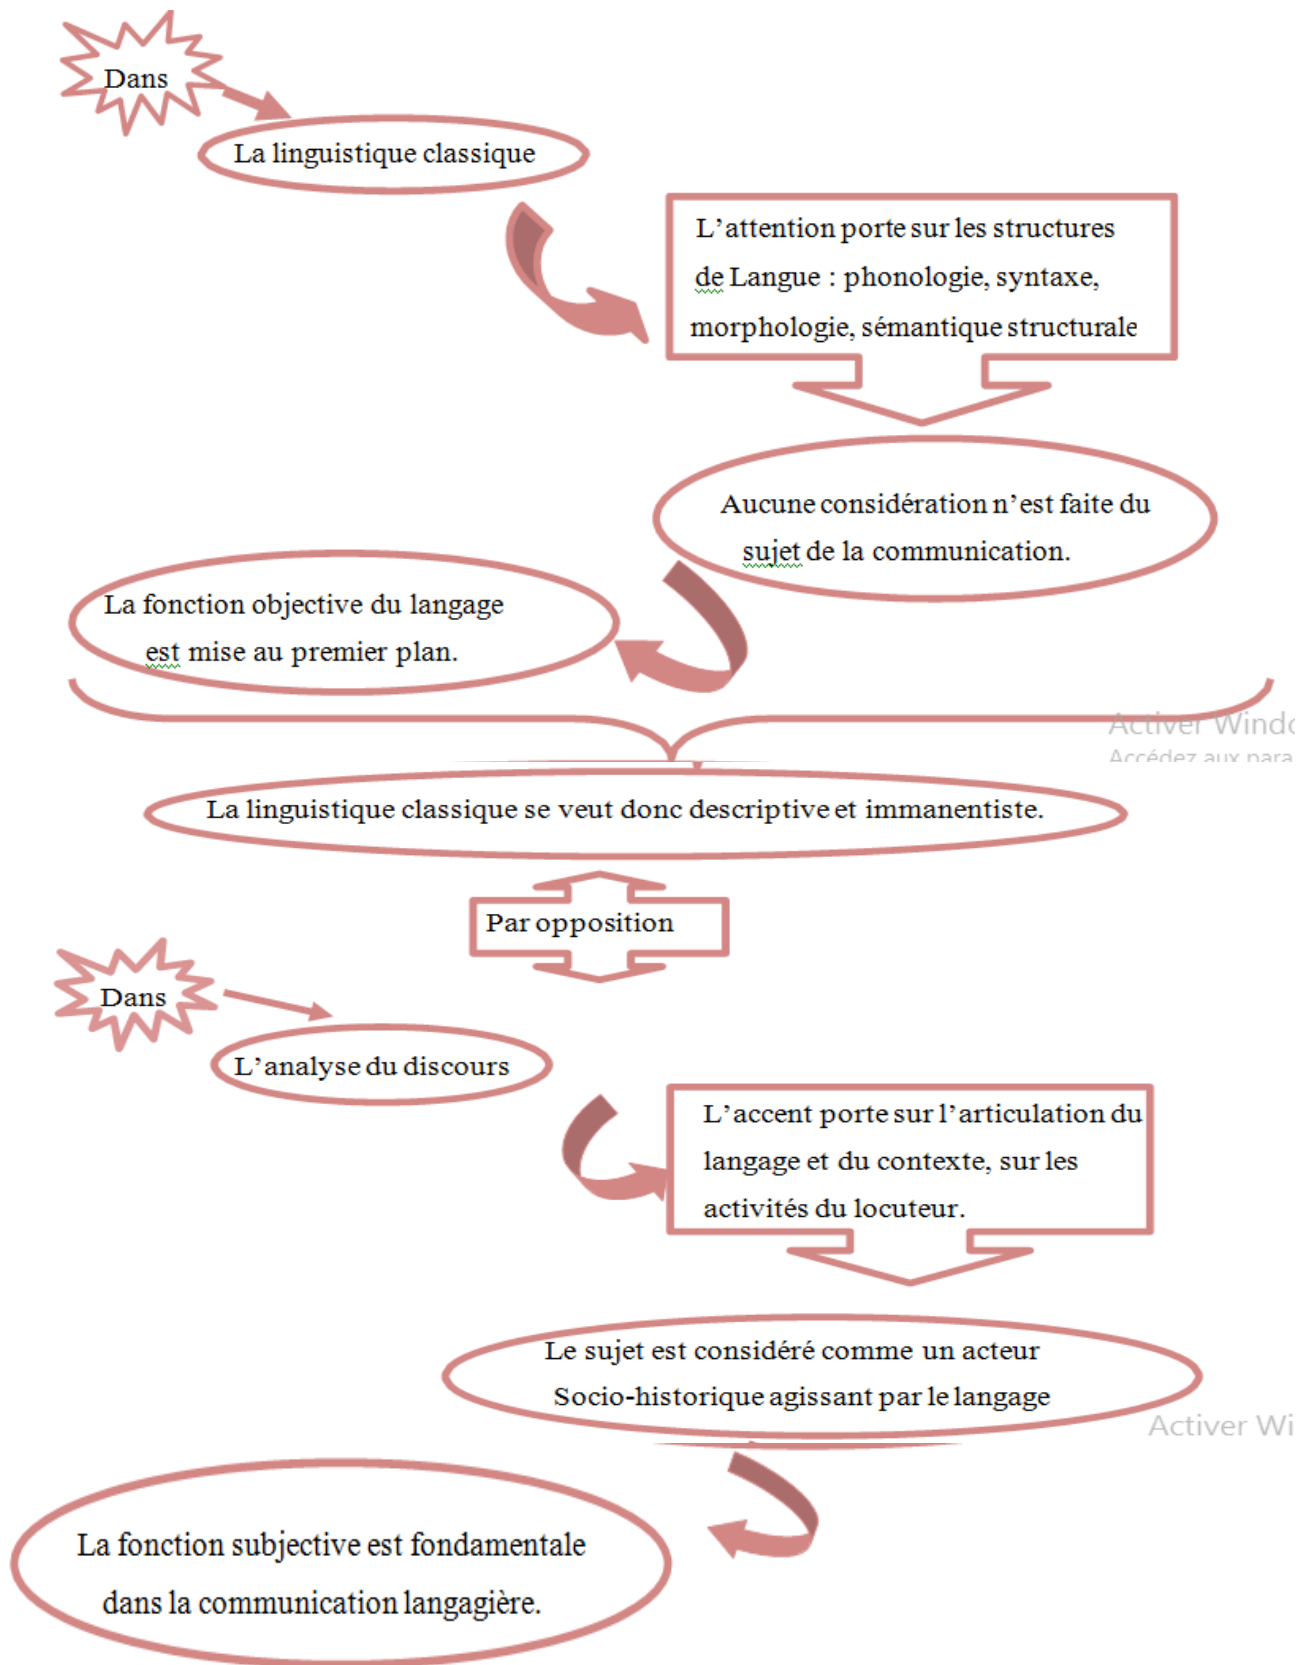 Dans
La linguistique classique
L’attention porte sur les structures
de Langue : phonologie, syntaxe,
morphologie, sémantique structurale
Aucune considération n’est faite du
sujet de la communication.
La fonction objective du langage
est mise au premier plan.
Activer Windo
Accédez aux para
La linguistique classique se veut donc descriptive et immanentiste.
Par opposition
Dans
L’analyse du discours
L’accent porte sur l’articulation du
langage et du contexte, sur les
activités du locuteur.
Le sujet est considéré comme un acteur
Socio-historique agissant par le langage
Activer Wi
La fonction subjective est fondamentale
dans la communication langagière.